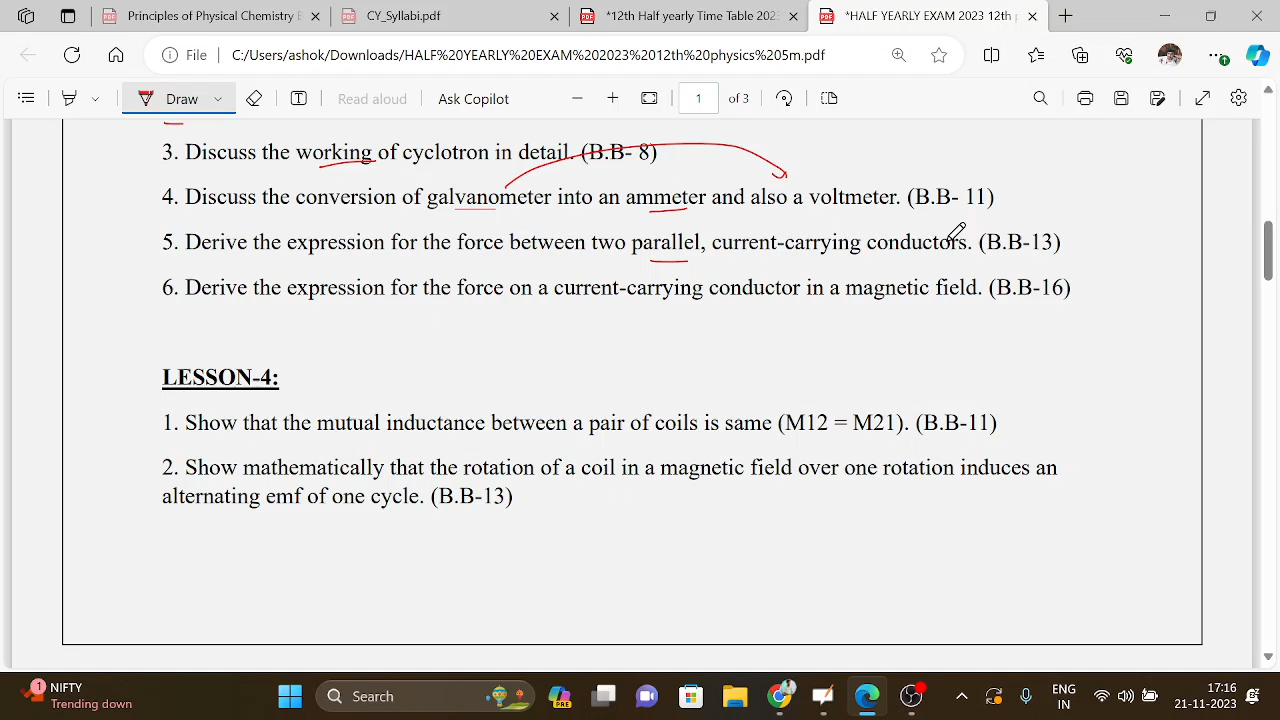 Principles of Physical Chemistry B
CY_Syllabi.pdf
*12th Half yearly Time Table 202
*HALF YEARLY EXAM 2023 12th p
File
C:/Users/ashok/Downloads/HALF%20YEARLY%20EXAM%202023%2012th%20physics%205m.pdf
Draw
Read aloud
Ask Copilot
1
of 3
3. Discuss the working of cyclotron in detail. (B.B- 8)
4. Discuss the conversion of galvanometer into an ammeter and also a voltmeter. (B.B- 11)
5. Derive the expression for the force between two parallel, current-carrying conductors. (B.B-13)
6. Derive the expression for the force on a current-carrying conductor in a magnetic field. (B.B-16)
LESSON-4:
1. Show that the mutual inductance between a pair of coils is same (M12 = M21). (B.B-11)
2. Show mathematically that the rotation of a coil in a magnetic field over one rotation induces an
alternating emf of one cycle. (B.B-13)
1
NIFTY
Trending down
Search
PRE
ENG
IN
17:16
21-11-2023